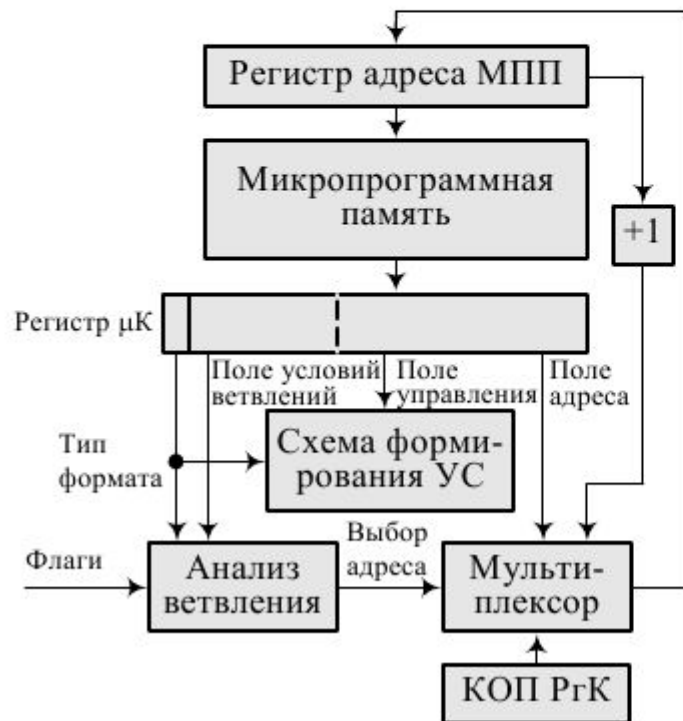 Регистр адреса МПП
Микропрограммная
память
+1
Регистр μК
Поле условий
ветвлений
Поле
управления
Поле
адреса
Тип
формата
Схема форми-
рования УС
Флаги
Анализ
ветвления
Выбор
адреса
Мульти-
плексор
КОП РгК